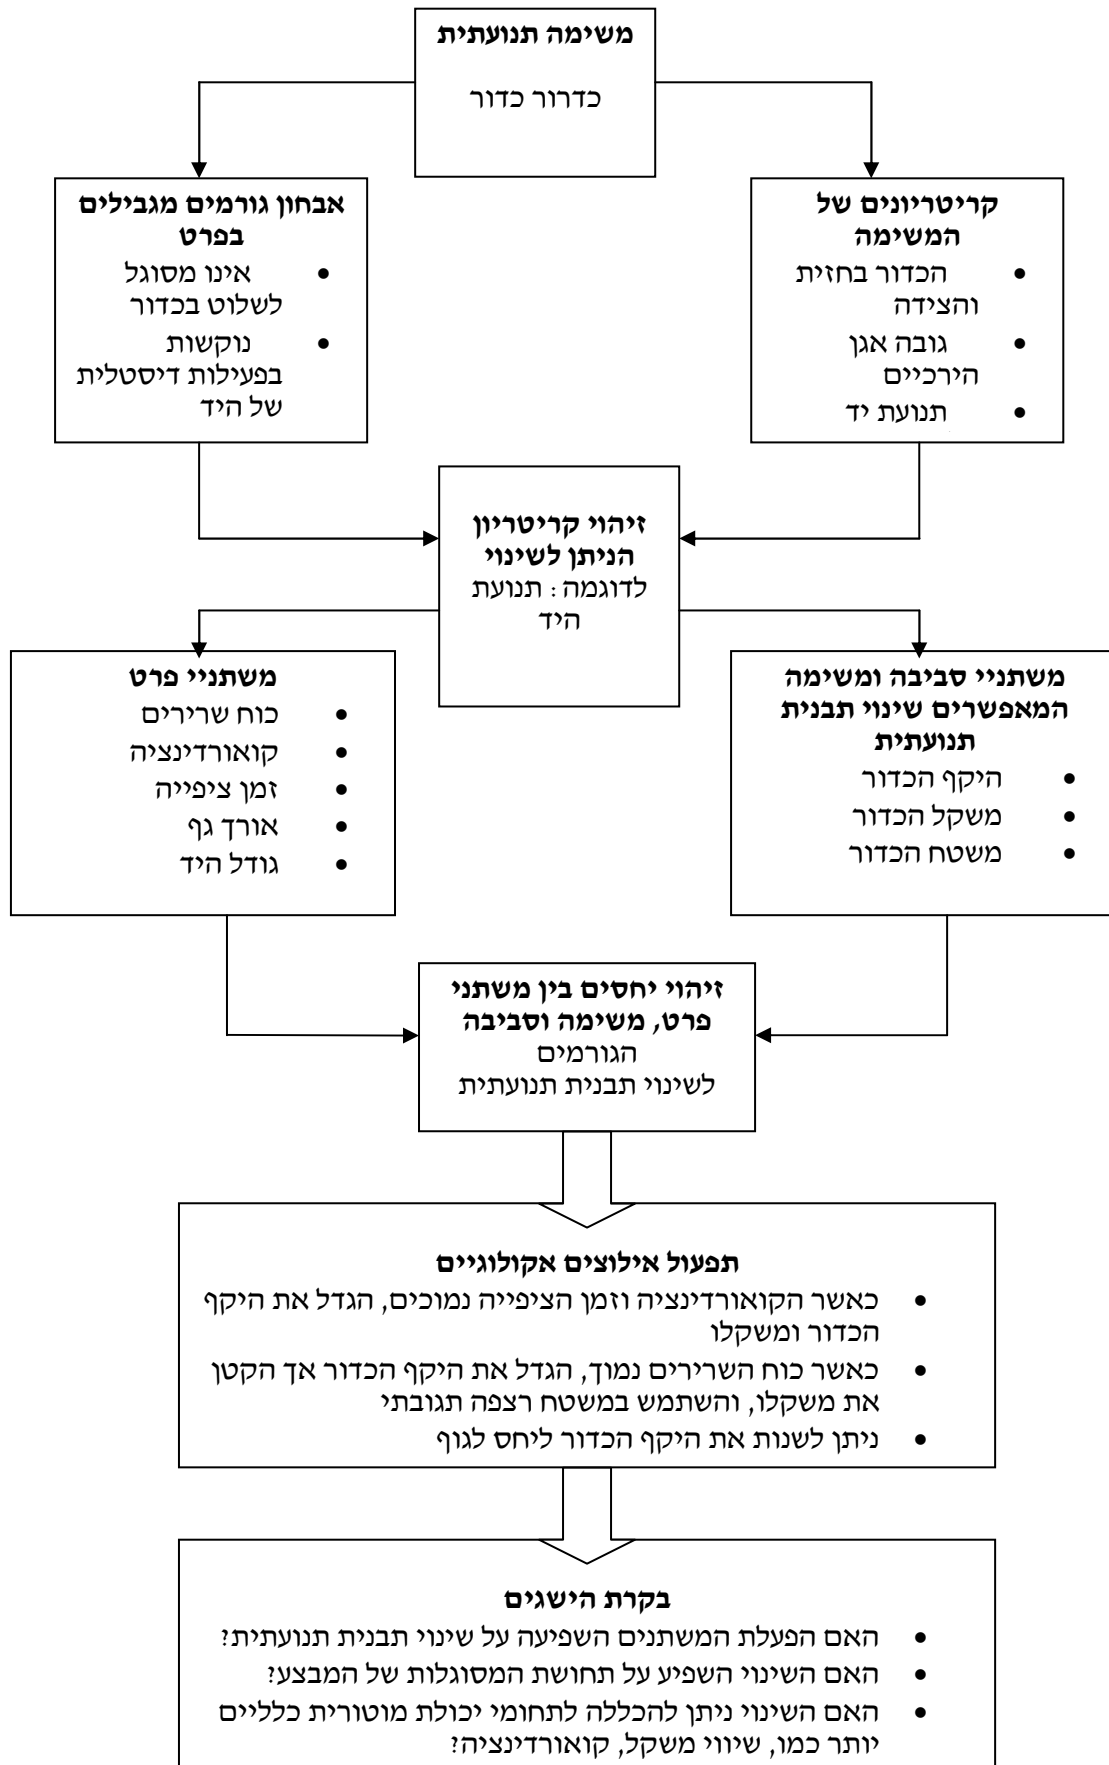 משימה תנועתית
כדרור כדור
קריטריונים של
המשימה
• הכדור בחזית
והצידה
• גובה אגן
הירכיים
• תנועת יד
אבחון גורמים מגבילים
בפרט
• אינו מסוגל
לשלוט בכדור
• נוקשות
בפעילות דיסטלית
של היד
זיהוי קריטריון
הניתן לשינוי
לדוגמה: תנועת
היד
משתניי סביבה ומשימה
המאפשרים שינוי תבנית
תנועתית
• היקף הכדור
• משקל הכדור
• משטח הכדור
משתניי פרט
• כוח שרירים
• קואורדינציה
• זמן ציפייה
• אורך גף
• גודל היד
זיהוי יחסים בין משתני
פרט, משימה וסביבה
הגורמים
לשינוי תבנית תנועתית
תפעול אילוצים אקולוגיים
• כאשר הקואורדינציה וזמן הציפייה נמוכים, הגדל את היקף
הכדור ומשקלו
• כאשר כוח השרירים נמוך, הגדל את היקף הכדור אך הקטן
את משקלו, והשתמש במשטח רצפה תגובתי
• ניתן לשנות את היקף הכדור ליחס לגוף
בקרת הישגים
• האם הפעלת המשתנים השפיעה על שינוי תבנית תנועתית?
• האם השינוי השפיע על תחושת המסוגלות של המבצע?
• האם השינוי ניתן להכללה לתחומי יכולת מוטורית כלליים
יותר כמו, שיווי משקל, קואורדינציה?